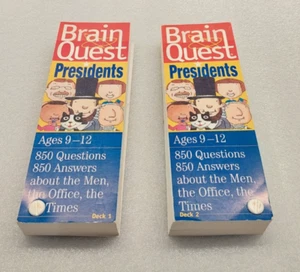 Brain
Quest
Presidents
Ages 9–12
850 Questions
850 Answers
about the Men,
the Office, the
Times
Deck 1
Brain
Quest
Presidents
Ages 9–12
850 Questions
850 Answers
about the Men,
the Office, the
Times
Deck 2